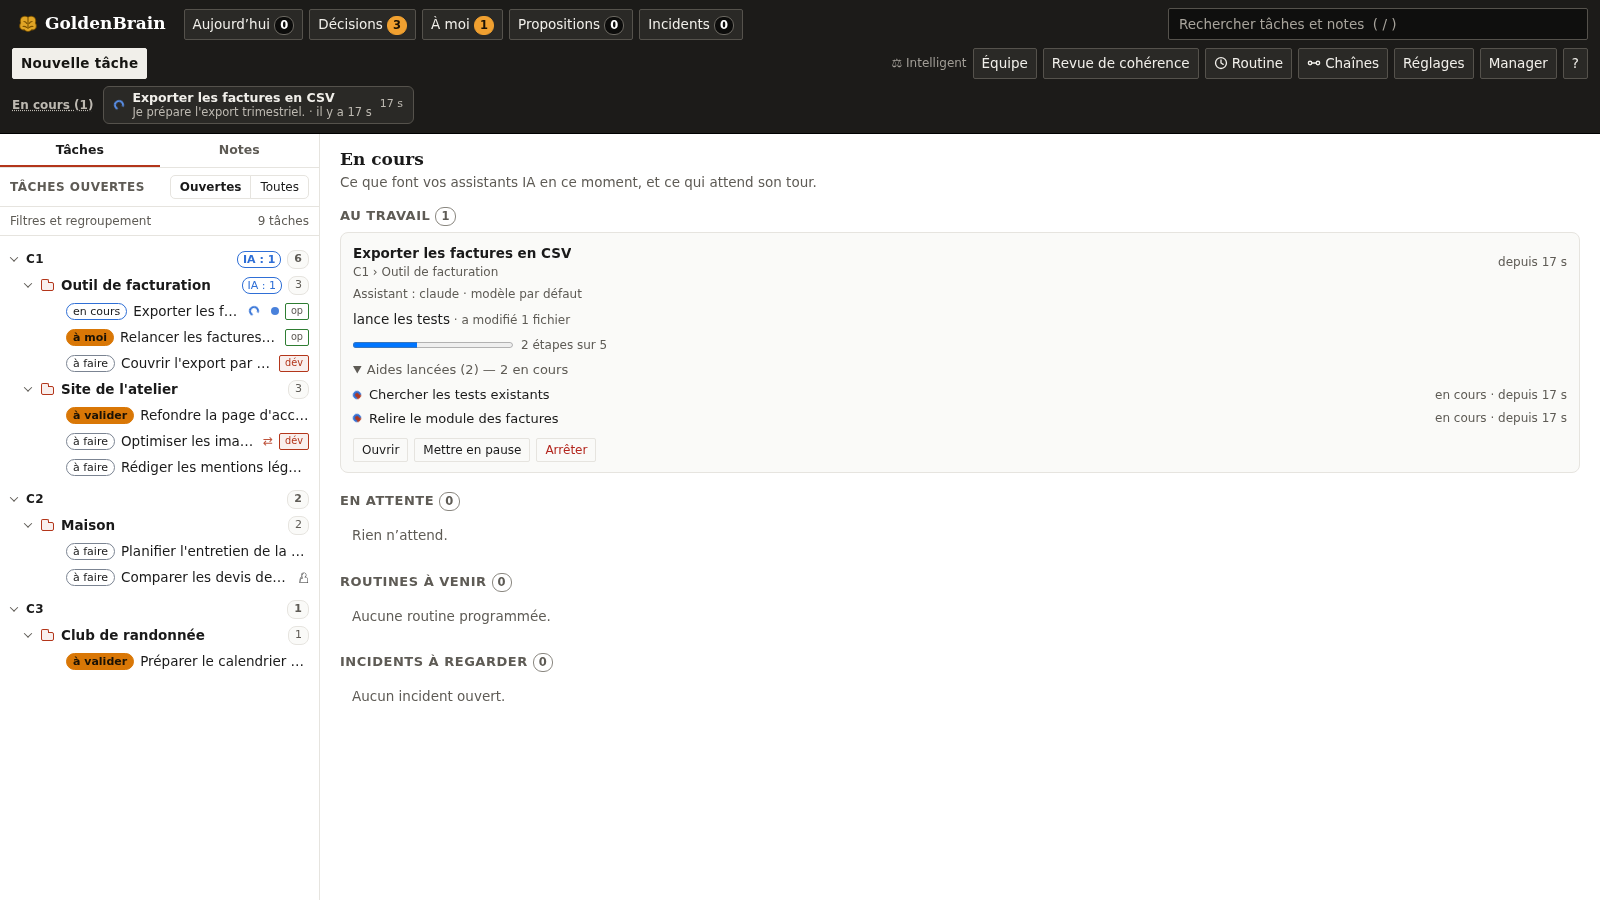 GoldenBrain
Aujourd’hui 0
Décisions 3
À moi 1
Propositions 0
Incidents 0
Rechercher tâches et notes ( / )
Nouvelle tâche
Intelligent
Équipe
Revue de cohérence
Routine
Chaînes
Réglages
Manager
?
En cours (1)
Exporter les factures en CSV
Je prépare l'export trimestriel. · il y a 17 s
17 s
Tâches
Notes
TÂCHES OUVERTES
Ouvertes
Toutes
Filtres et regroupement
9 tâches
C1 IA : 1 6
Outil de facturation IA : 1 3
en cours Exporter les f… op
à moi Relancer les factures… op
à faire Couvrir l'export par … dév
Site de l'atelier 3
à valider Refondre la page d'acc…
à faire Optimiser les ima… ⇄ dév
à faire Rédiger les mentions lég…
C2 2
Maison 2
à faire Planifier l'entretien de la …
à faire Comparer les devis de…
C3 1
Club de randonnée 1
à valider Préparer le calendrier …
En cours
Ce que font vos assistants IA en ce moment, et ce qui attend son tour.
AU TRAVAIL 1
Exporter les factures en CSV
depuis 17 s
C1 › Outil de facturation
Assistant : claude · modèle par défaut
lance les tests · a modifié 1 fichier
2 étapes sur 5
Aides lancées (2) — 2 en cours
Chercher les tests existants en cours · depuis 17 s
Relire le module des factures en cours · depuis 17 s
Ouvrir
Mettre en pause
Arrêter
EN ATTENTE 0
Rien n’attend.
ROUTINES À VENIR 0
Aucune routine programmée.
INCIDENTS À REGARDER 0
Aucun incident ouvert.